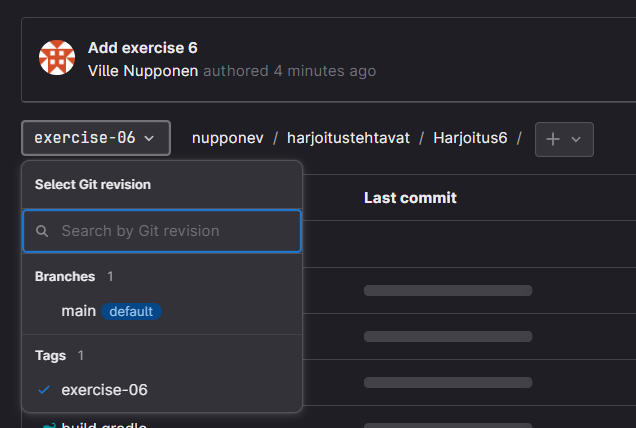 Add exercise 6
Ville Nupponen authored 4 minutes ago
exercise-06
nupponev / harjoitustehtavat / Harjoitus6 /
Select Git revision
Last commit
Search by Git revision
Branches 1
main default
Tags 1
exercise-06
build.gradle